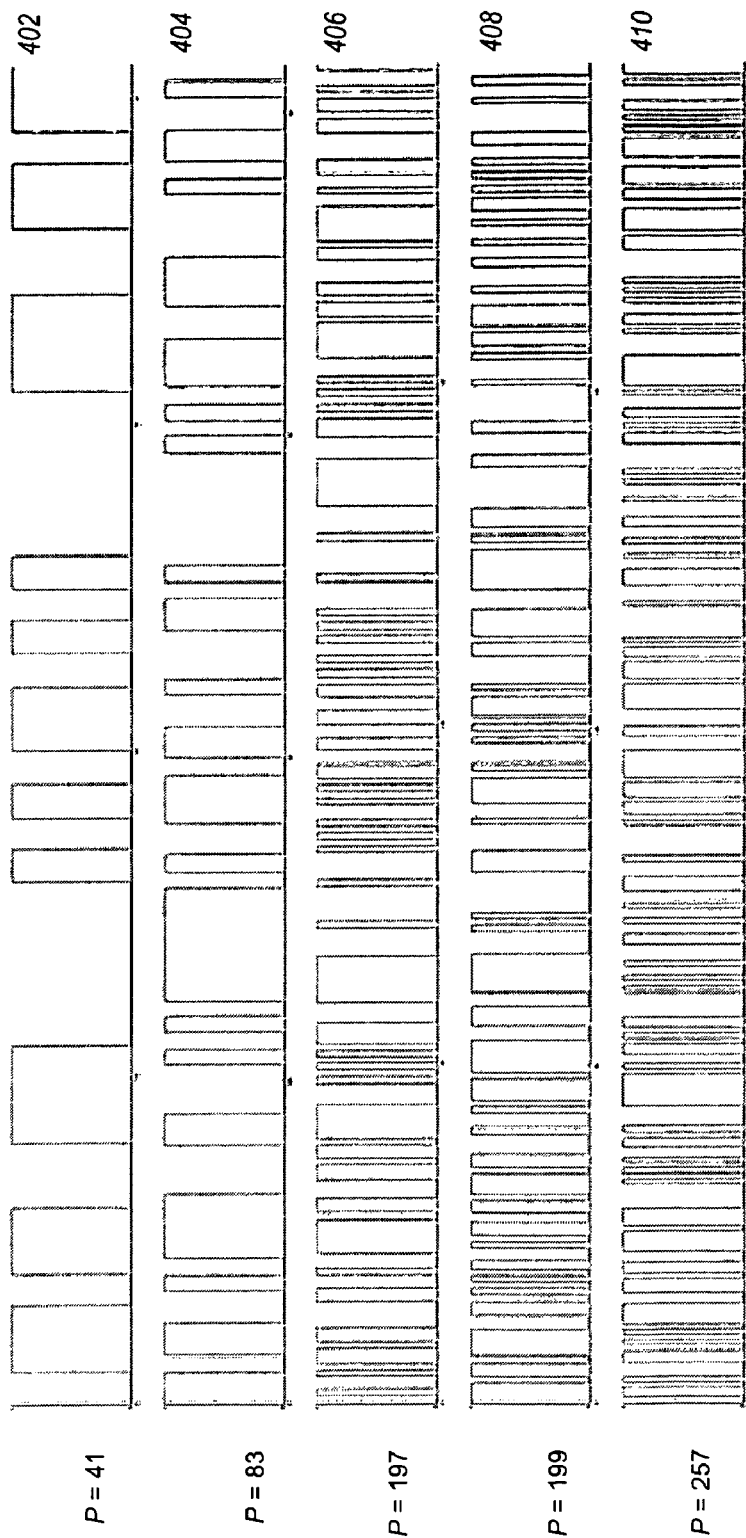 402
404
406
408
410
P = 41
P = 83
P = 197
P = 199
P = 257